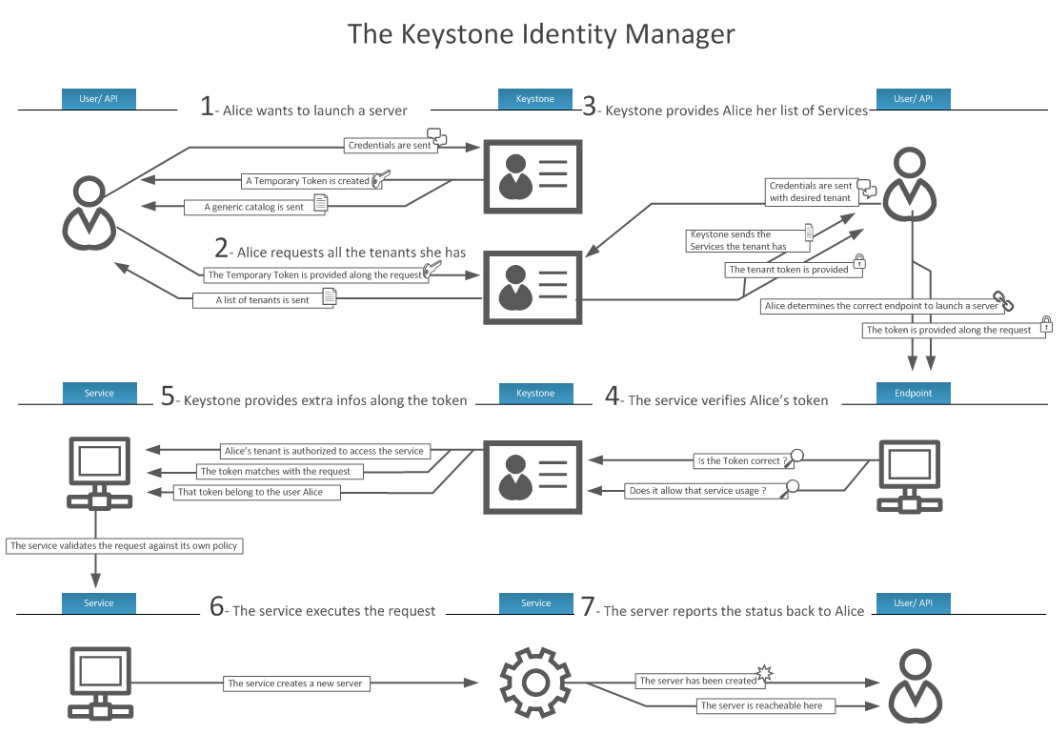 The Keystone Identity Manager
User/ API
1- Alice wants to launch a server
Keystone
3- Keystone provides Alice her list of Services
User/ API
Credentials are sent
A Temporary Token is created
A generic catalog is sent
Credentials are sent
with desired tenant
2- Alice requests all the tenants she has
Keystone sends the
Services the tenant has
The Temporary Token is provided along the request
The tenant token is provided
A list of tenants is sent
Alice determines the correct endpoint to launch a server
The token is provided along the request
Service
5- Keystone provides extra infos along the token
Keystone
4- The service verifies Alice's token
Endpoint
Alice's tenant is authorized to access the service
Is the Token correct ?
The token matches with the request
That token belong to the user Alice
Does it allow that service usage ?
The service validates the request against its own policy
Service
6- The service executes the request
Service
7- The server reports the status back to Alice
User/ API
The service creates a new server
The server has been created
The server is reacheable here